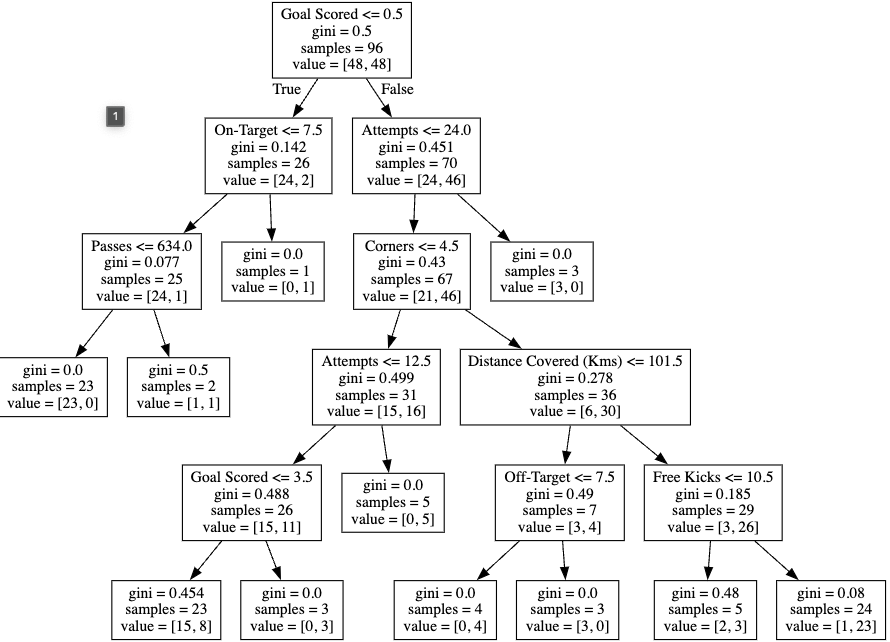 Goal Scored <= 0.5
gini = 0.5
samples = 96
value = [48, 48]
True
False
1
On-Target <= 7.5
gini = 0.142
samples = 26
value = [24, 2]
Attempts <= 24.0
gini = 0.451
samples = 70
value = [24, 46]
Passes <= 634.0
gini = 0.077
samples = 25
value = [24, 1]
gini = 0.0
samples = 1
value = [0, 1]
Corners <= 4.5
gini = 0.43
samples = 67
value = [21, 46]
gini = 0.0
samples = 3
value = [3, 0]
gini = 0.0
samples = 23
value = [23, 0]
gini = 0.5
samples = 2
value = [1, 1]
Attempts <= 12.5
gini = 0.499
samples = 31
value = [15, 16]
Distance Covered (Kms) <= 101.5
gini = 0.278
samples = 36
value = [6, 30]
Goal Scored <= 3.5
gini = 0.488
samples = 26
value = [15, 11]
gini = 0.0
samples = 5
value = [0, 5]
Off-Target <= 7.5
gini = 0.49
samples = 7
value = [3, 4]
Free Kicks <= 10.5
gini = 0.185
samples = 29
value = [3, 26]
gini = 0.454
samples = 23
value = [15, 8]
gini = 0.0
samples = 3
value = [0, 3]
gini = 0.0
samples = 4
value = [0, 4]
gini = 0.0
samples = 3
value = [3, 0]
gini = 0.48
samples = 5
value = [2, 3]
gini = 0.08
samples = 24
value = [1, 23]